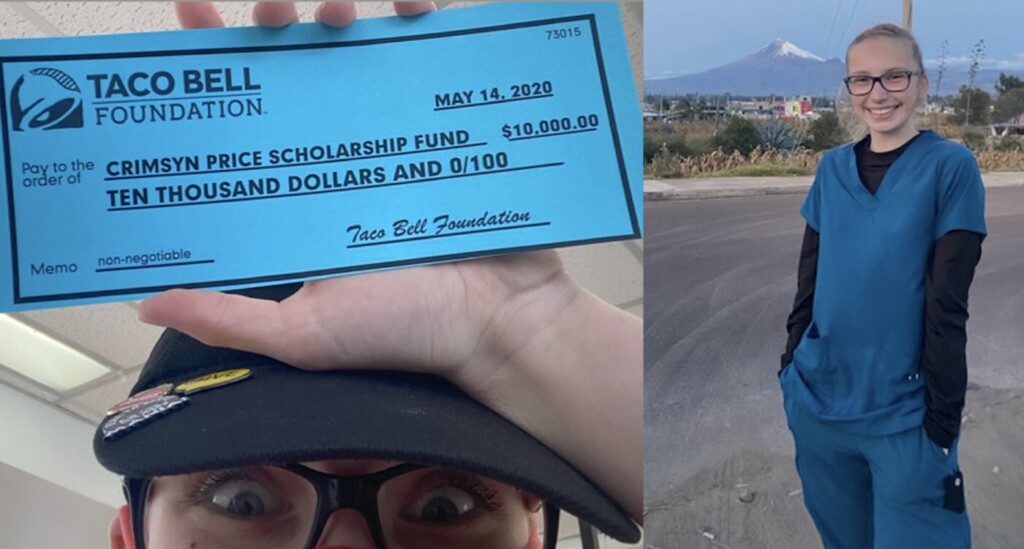 73015
TACO BELL
FOUNDATION™
MAY 14, 2020
Pay to the
order of
CRIMSYN PRICE SCHOLARSHIP FUND $10,000.00
TEN THOUSAND DOLLARS AND 0/100
Taco Bell Foundation
Memo non-negotiable